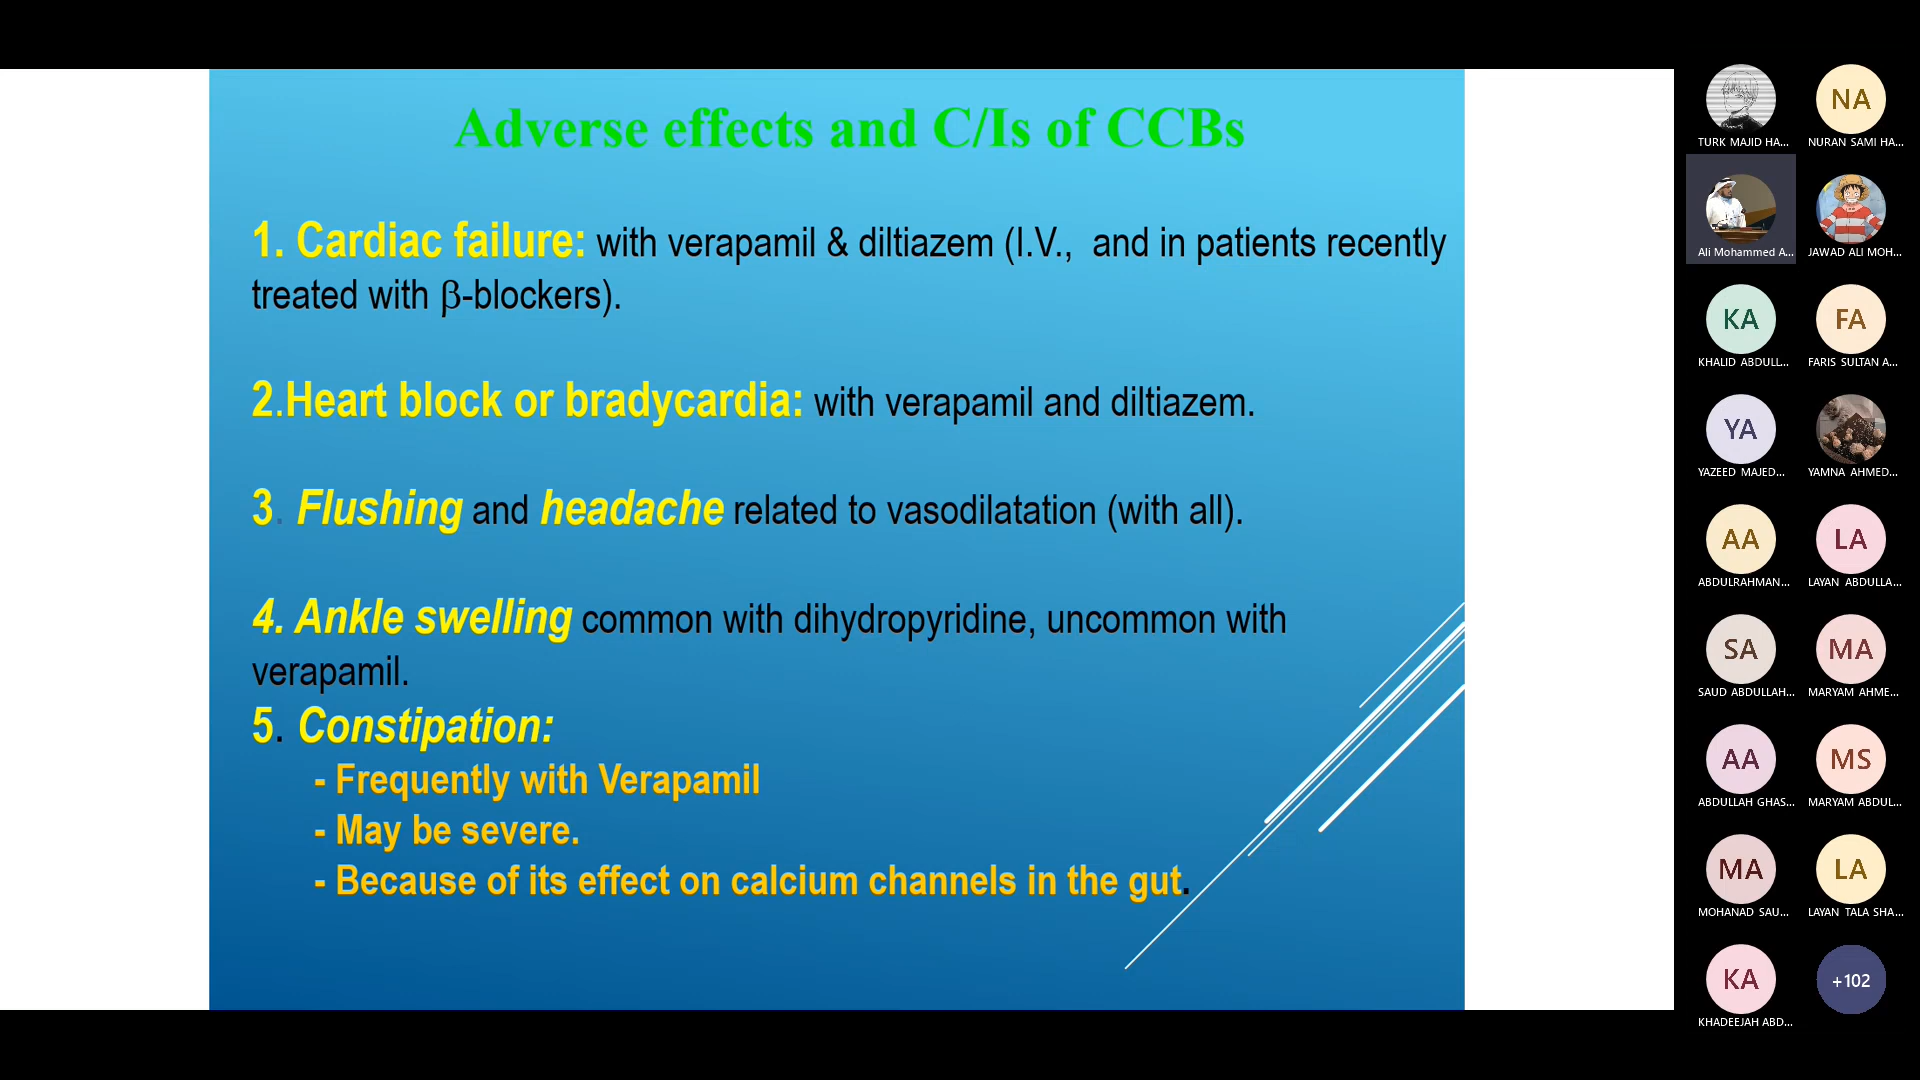 Adverse effects and C/Is of CCBs
1. Cardiac failure: with verapamil & diltiazem (I.V., and in patients recently
treated with β-blockers).
2.Heart block or bradycardia: with verapamil and diltiazem.
3. Flushing and headache related to vasodilatation (with all).
4. Ankle swelling common with dihydropyridine, uncommon with
verapamil.
5. Constipation:
- Frequently with Verapamil
- May be severe.
- Because of its effect on calcium channels in the gut.
NA
TURK MAJID HA...
NURAN SAMI HA...
Ali Mohammed A...
JAWAD ALI MOH...
KA
FA
KHALID ABDULL...
FARIS SULTAN A...
YA
YAZEED MAJED...
YAMNA AHMED...
AA
LA
ABDULRAHMAN...
LAYAN ABDULLA...
SA
MA
SAUD ABDULLAH...
MARYAM AHME...
AA
MS
ABDULLAH GHAS...
MARYAM ABDUL...
MA
LA
MOHANAD SAU...
LAYAN TALA SHA...
KA
+102
KHADEEJAH ABD...